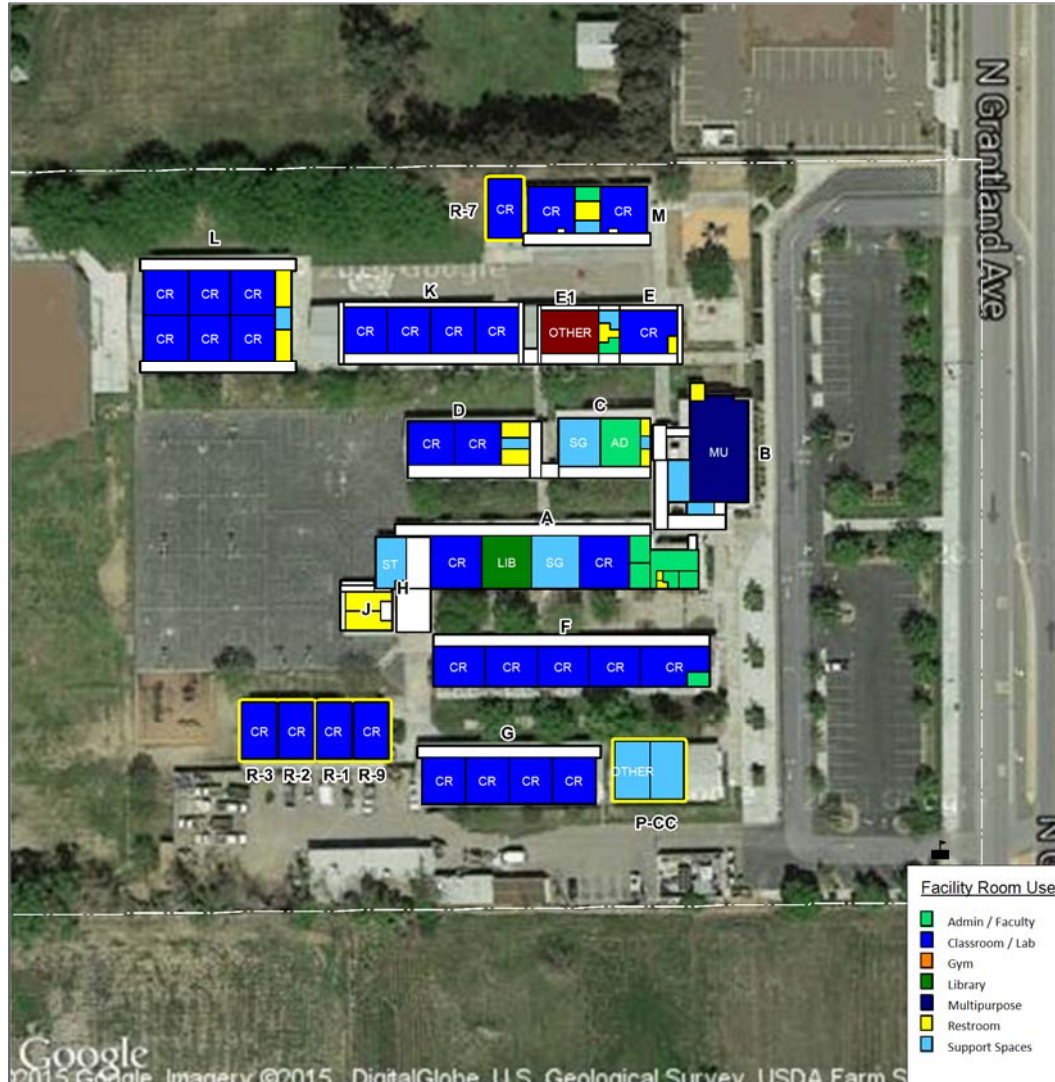 N Grantland Ave
R-7
CR
CR
CR
M
L
CR
CR
CR
CR
CR
CR
K
CR
CR
CR
CR
E1
OTHER
E
CR
D
CR
CR
C
SG
AD
MU
B
A
ST
CR
LIB
SG
CR
H
J
F
CR
CR
CR
CR
CR
CR
CR
CR
CR
R-3
R-2
R-1
R-9
G
CR
CR
CR
CR
OTHER
P-CC
Facility Room Use
Admin / Faculty
Classroom / Lab
Gym
Library
Multipurpose
Restroom
Support Spaces
Google
2015 Google, Imagery ©2015, DigitalGlobe, U.S. Geological Survey, USDA Farm S